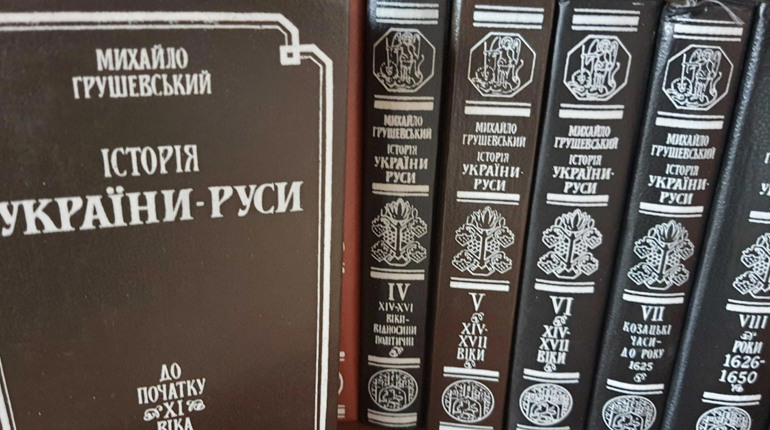 МИХАЙЛО
ГРУШЕВСЬКИЙ
ІСТОРІЯ
УКРАЇНИ-РУСИ
ДО
ПОЧАТКУ
XI
ВІКА
МИХАЙЛО
ГРУШЕВСЬКИЙ
ІСТОРІЯ
УКРАЇНИ
РУСИ
IV
XIV-XVI
ВІКИ-
ВІДНОСИНИ
ПОЛІТИЧНІ
МИХАЙЛО
ГРУШЕВСЬКИЙ
ІСТОРІЯ
УКРАЇНИ-
РУСИ
V
XIV-
XVII
ВІКИ
МИХАЙЛО
ГРУШЕВСЬКИЙ
ІСТОРІЯ
УКРАЇНИ-
РУСИ
VI
XIV-
XVII
ВІКИ
МИХАЙЛО
ГРУШЕВСЬКИЙ
ІСТОРІЯ
УКРАЇНИ-
РУСИ
VII
КОЗАЦЬКІ
ЧАСИ-
ДО РОКУ
1625
VIII
РОКИ
1626-
1650